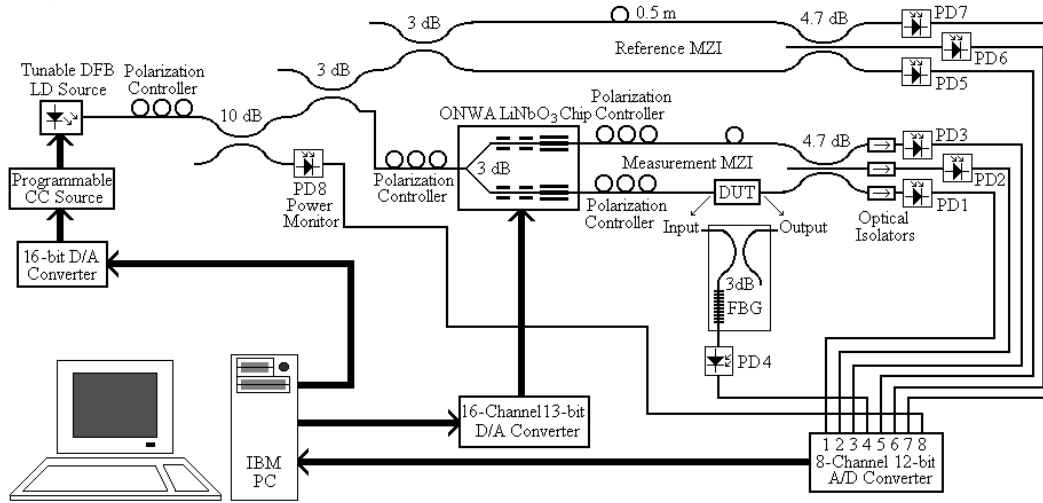 3 dB
0.5 m
4.7 dB
PD7
Reference MZI
PD6
PD5
Tunable DFB
LD Source
Polarization
Controller
3 dB
10 dB
ONWA LiNbO3 Chip
Polarization
Controller
3 dB
Measurement MZI
4.7 dB
PD3
PD2
PD1
Programmable
CC Source
PD8
Power
Monitor
Polarization
Controller
Polarization
Controller
DUT
Optical
Isolators
Input
Output
16-bit D/A
Converter
3dB
FBG
PD4
16-Channel 13-bit
D/A Converter
IBM
PC
1 2 3 4 5 6 7 8
8-Channel 12-bit
A/D Converter